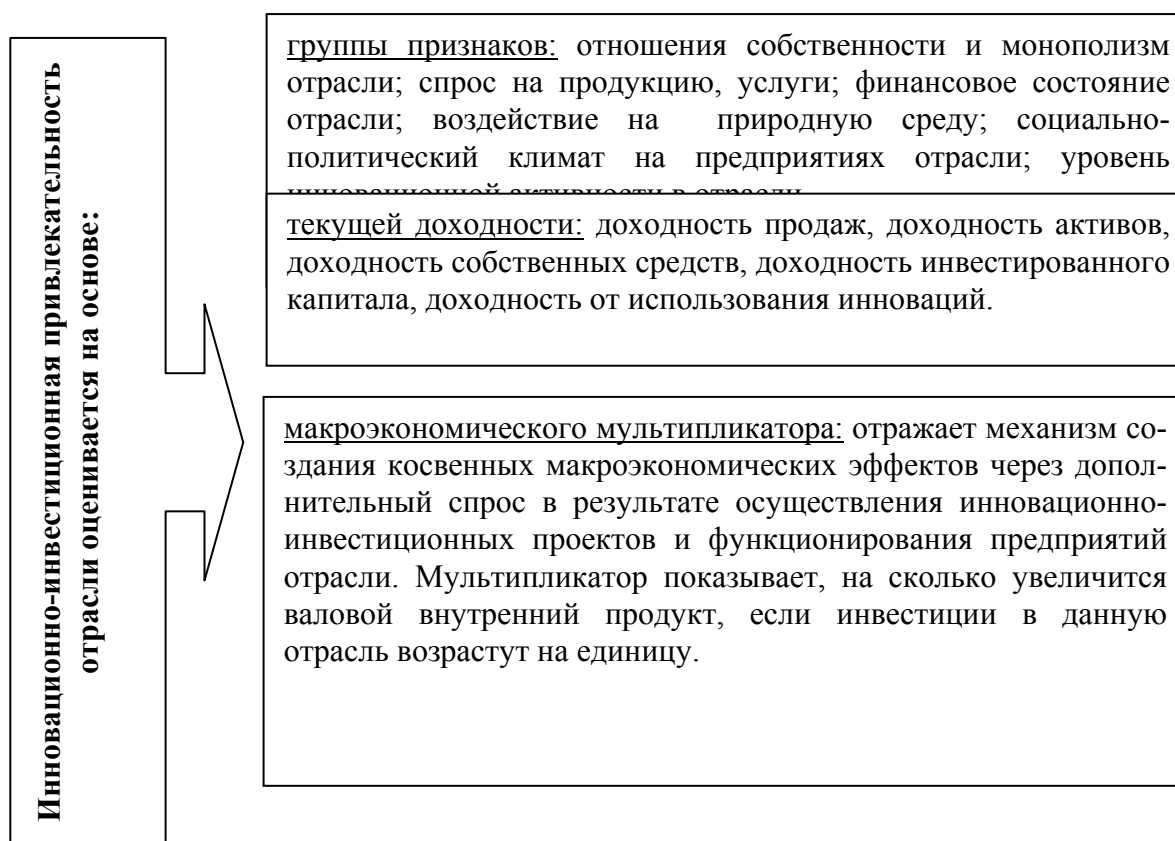 Инновационно-инвестиционная привлекательность
отрасли оценивается на основе:
группы признаков: отношения собственности и монополизм
отрасли; спрос на продукцию, услуги; финансовое состояние
отрасли; воздействие на природную среду; социально-
политический климат на предприятиях отрасли; уровень
инновационной активности в отрасли
текущей доходности: доходность продаж, доходность активов,
доходность собственных средств, доходность инвестированного
капитала, доходность от использования инноваций.
макроэкономического мультипликатора: отражает механизм со-
здания косвенных макроэкономических эффектов через допол-
нительный спрос в результате осуществления инновационно-
инвестиционных проектов и функционирования предприятий
отрасли. Мультипликатор показывает, на сколько увеличится
валовой внутренний продукт, если инвестиции в данную
отрасль возрастут на единицу.